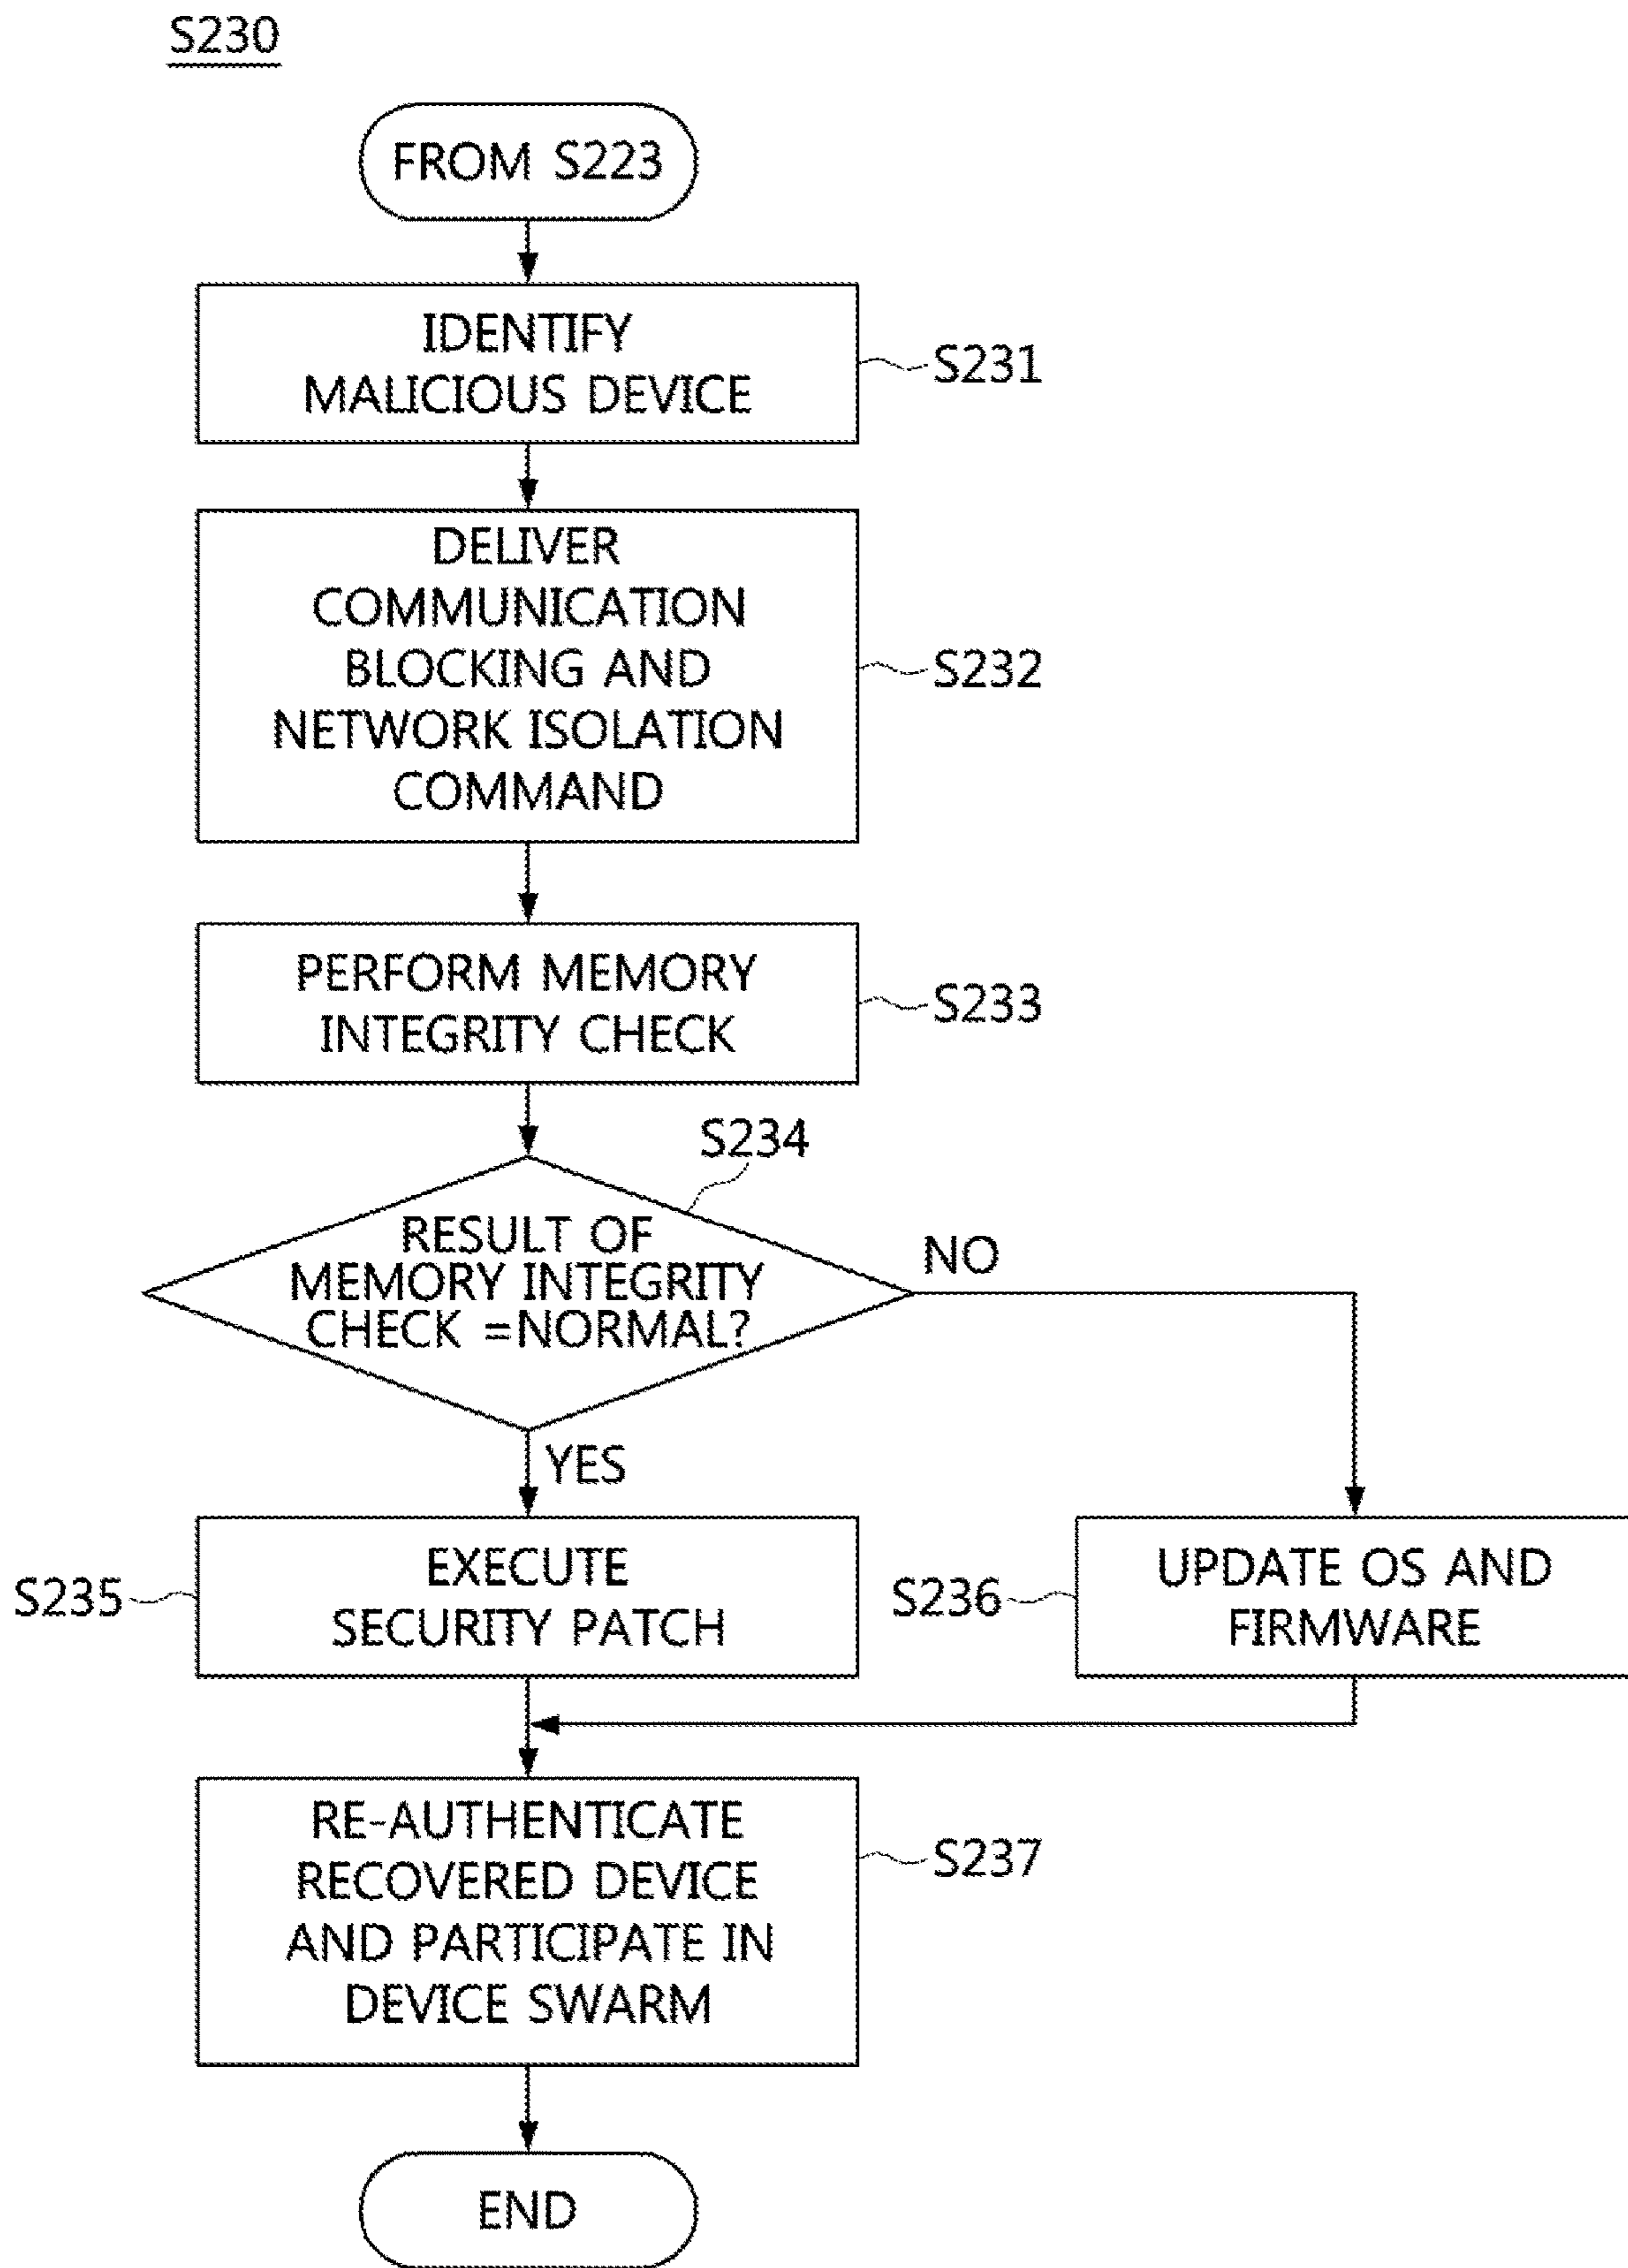 S230
FROM S223
IDENTIFY
MALICIOUS DEVICE
S231
DELIVER
COMMUNICATION
BLOCKING AND
NETWORK ISOLATION
COMMAND
S232
PERFORM MEMORY
INTEGRITY CHECK
S233
S234
RESULT OF
MEMORY INTEGRITY
CHECK =NORMAL?
NO
YES
S235
EXECUTE
SECURITY PATCH
S236
UPDATE OS AND
FIRMWARE
RE-AUTHENTICATE
RECOVERED DEVICE
AND PARTICIPATE IN
DEVICE SWARM
S237
END